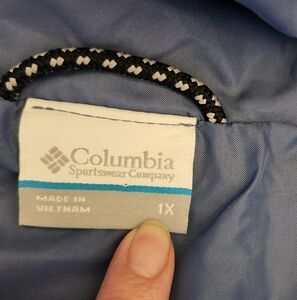 Columbia
Sportswear Company
MADE IN
VIETNAM
1X